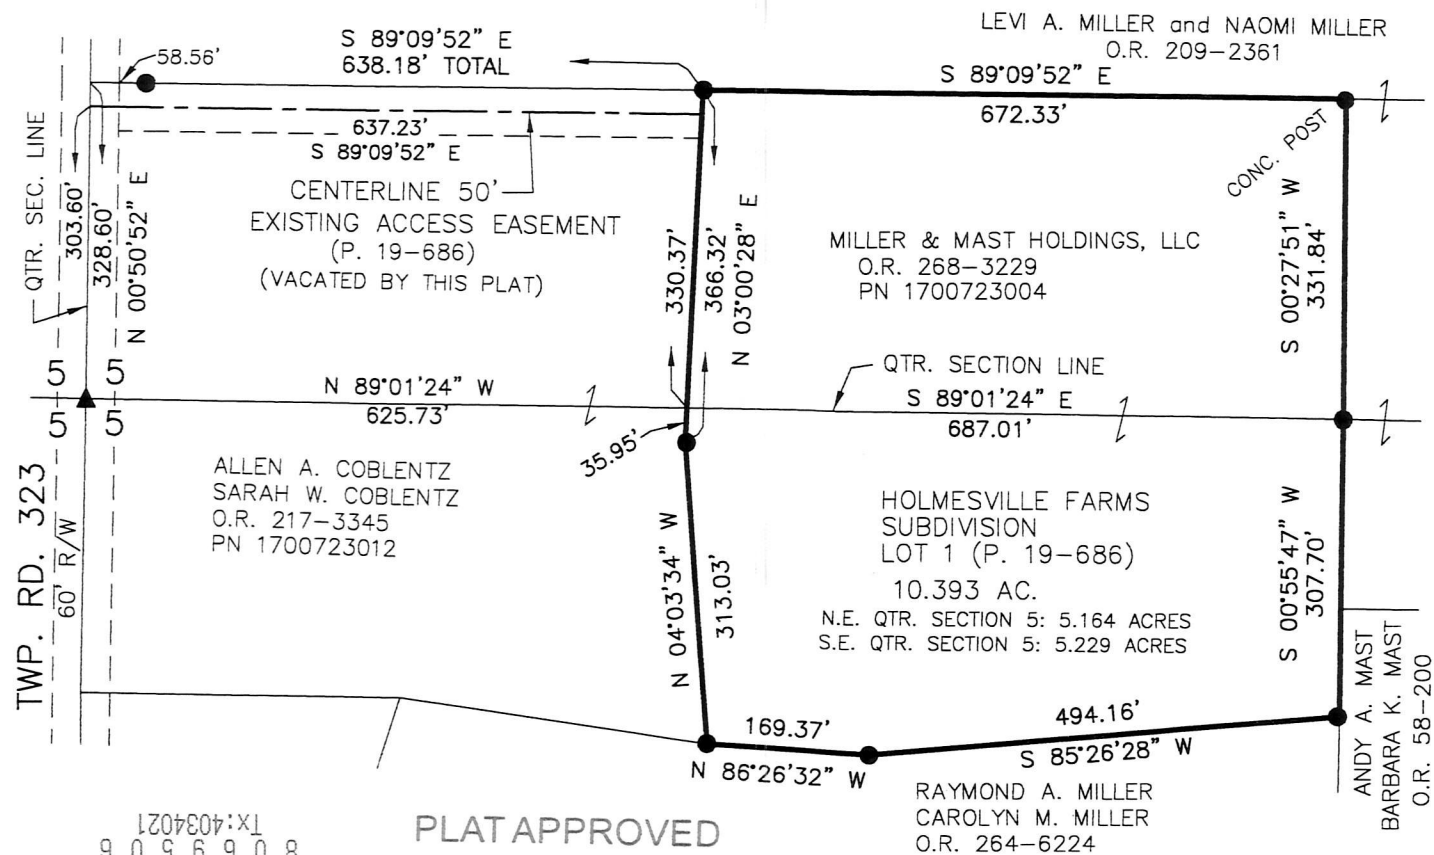 LEVI A. MILLER and NAOMI MILLER
O.R. 209-2361
S 89°09'52" E
638.18' TOTAL
58.56'
S 89°09'52" E
672.33'
637.23'
S 89°09'52" E
CENTERLINE 50'
EXISTING ACCESS EASEMENT
(P. 19-686)
(VACATED BY THIS PLAT)
QTR. SEC. LINE
303.60'
328.60'
N 00°50'52" E
330.37'
366.32'
N 03°00'28" E
MILLER & MAST HOLDINGS, LLC
O.R. 268-3229
PN 1700723004
CONC. POST
S 00°27'51" W
331.84'
5 5
5 5
N 89°01'24" W
625.73'
QTR. SECTION LINE
S 89°01'24" E
687.01'
35.95'
TWP. RD. 323
60' R/W
ALLEN A. COBLENTZ
SARAH W. COBLENTZ
O.R. 217-3345
PN 1700723012
N 04°03'34" W
313.03'
HOLMESVILLE FARMS
SUBDIVISION
LOT 1 (P. 19-686)
10.393 AC.
N.E. QTR. SECTION 5: 5.164 ACRES
S.E. QTR. SECTION 5: 5.229 ACRES
S 00°55'47" W
307.70'
ANDY A. MAST
BARBARA K. MAST
O.R. 58-200
169.37'
N 86°26'32" W
494.16'
S 85°26'28" W
RAYMOND A. MILLER
CAROLYN M. MILLER
O.R. 264-6224
Tx:4034021
PLAT APPROVED